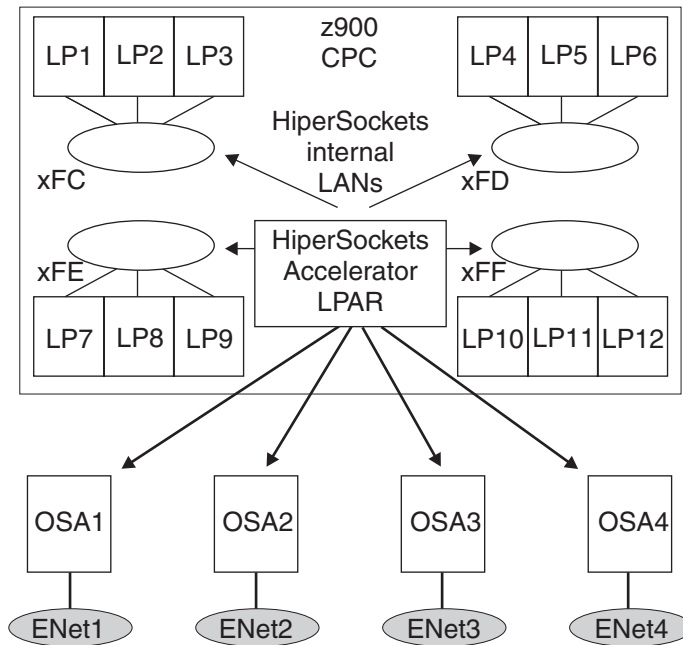 LP1 LP2 LP3
z900
CPC
LP4 LP5 LP6
HiperSockets
internal
LANs
xFC
xFD
HiperSockets
Accelerator
LPAR
xFE
xFF
LP7 LP8 LP9
LP10 LP11 LP12
OSA1 OSA2 OSA3 OSA4
ENet1 ENet2 ENet3 ENet4